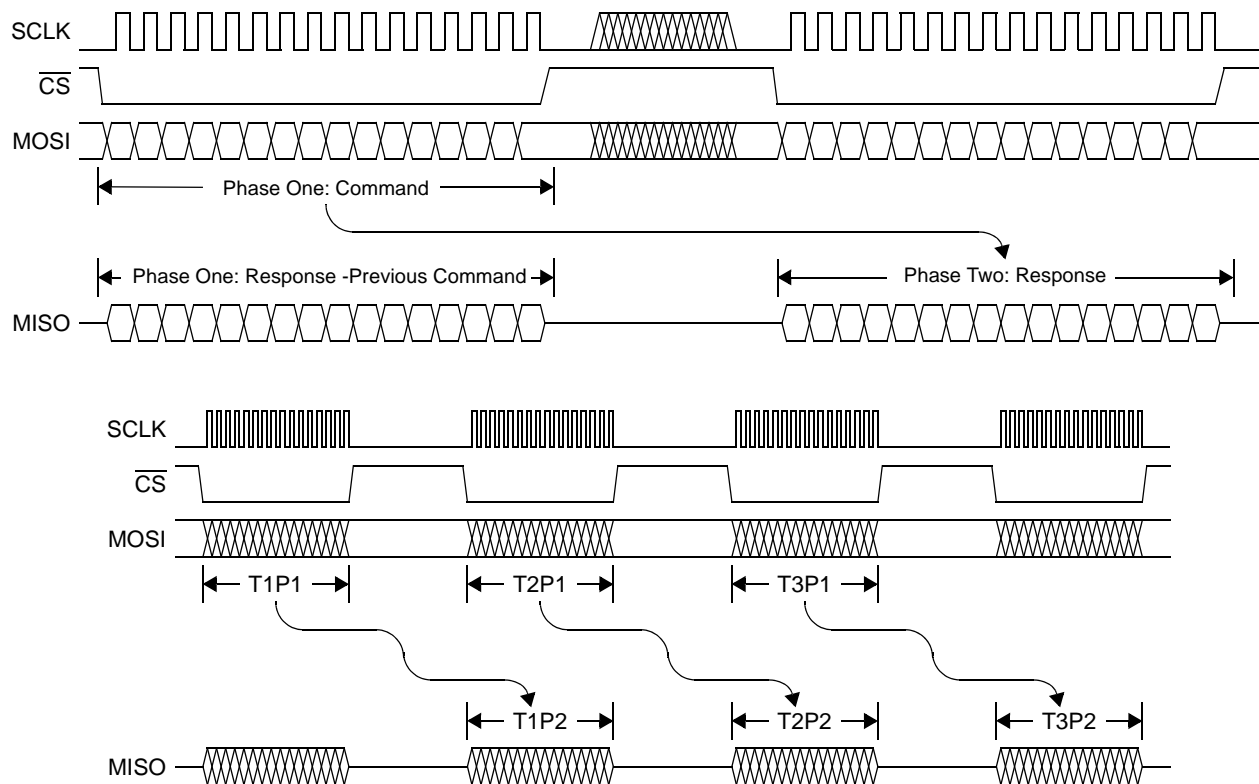 SCLK
CS
MOSI
Phase One: Command
Phase One: Response -Previous Command
Phase Two: Response
MISO
SCLK
CS
MOSI
T1P1
T2P1
T3P1
T1P2
T2P2
T3P2
MISO